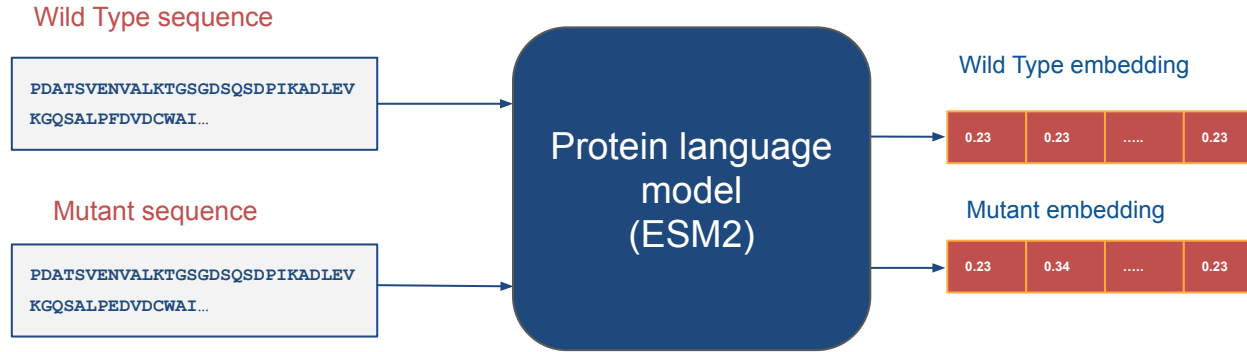 Wild Type sequence
PDATSVENVALKTGSGDSQSDPIKADLEV
KGQSALPFDVDCWAI…
Mutant sequence
PDATSVENVALKTGSGDSQSDPIKADLEV
KGQSALPEDVDCWAI…
Protein language
model
(ESM2)
Wild Type embedding
0.23 0.23 ..... 0.23
Mutant embedding
0.23 0.34 ..... 0.23